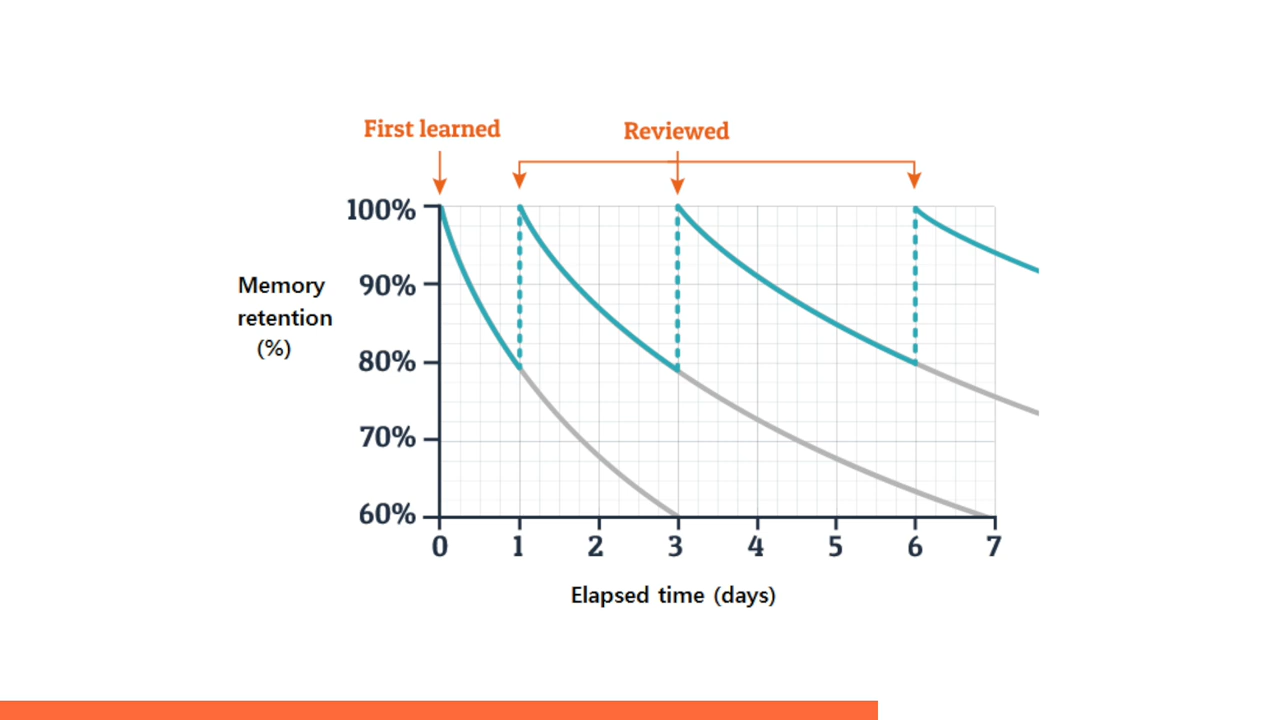 First learned
Reviewed
100%
90%
80%
70%
60%
Memory
retention
(%)
0 1 2 3 4 5 6 7
Elapsed time (days)